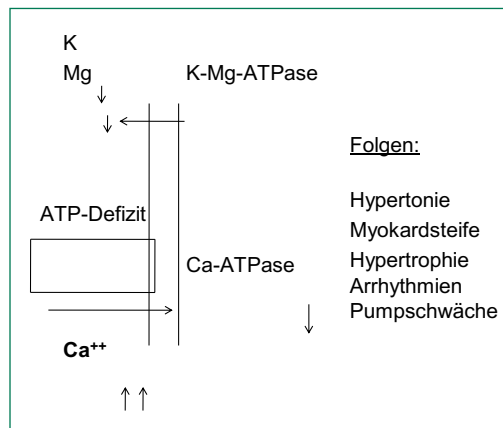 K
Mg
K-Mg-ATPase
Folgen:
ATP-Defizit
Hypertonie
Myokardsteife
Ca-ATPase
Hypertrophie
Arrhythmien
Pumpschwäche
Ca⁺⁺